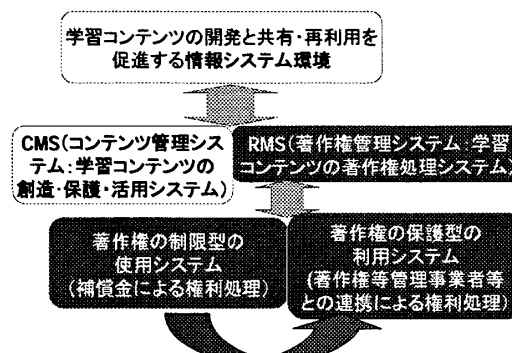 学習コンテンツの開発と共有・再利用を
促進する情報システム環境
CMS(コンテンツ管理シス
テム:学習コンテンツの
創造・保護・活用システム)
RMS(著作権管理システム:学習
コンテンツの著作権処理システム)
著作権の制限型の
使用システム
(補償金による権利処理)
著作権の保護型の
利用システム
(著作権等管理事業者等
との連携による権利処理)